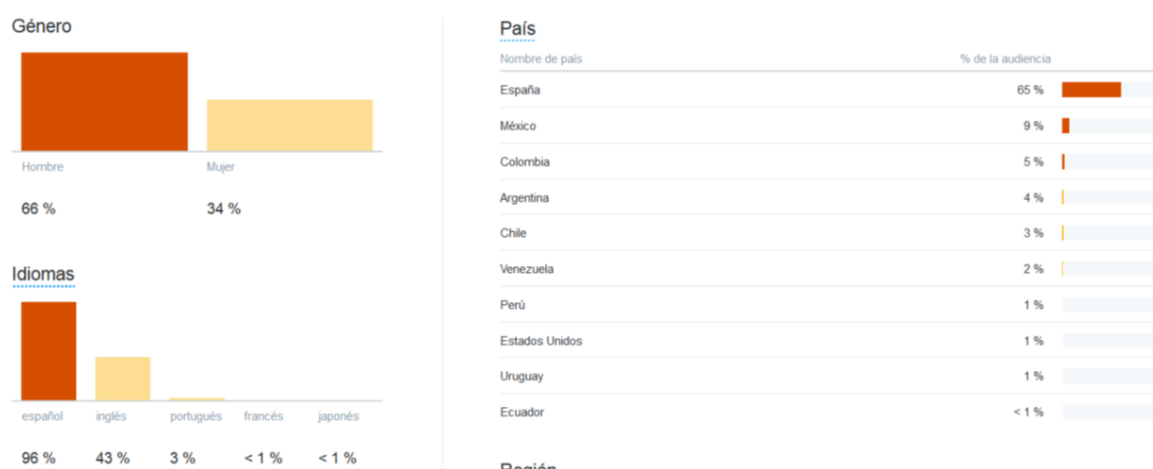 Género
Hombre Mujer
66 % 34 %
Idiomas
español inglés portugués francés japonés
96 % 43 % 3 % < 1 % < 1 %
País
Nombre de país % de la audiencia
España 65 %
México 9 %
Colombia 5 %
Argentina 4 %
Chile 3 %
Venezuela 2 %
Perú 1 %
Estados Unidos 1 %
Uruguay 1 %
Ecuador < 1 %
Región